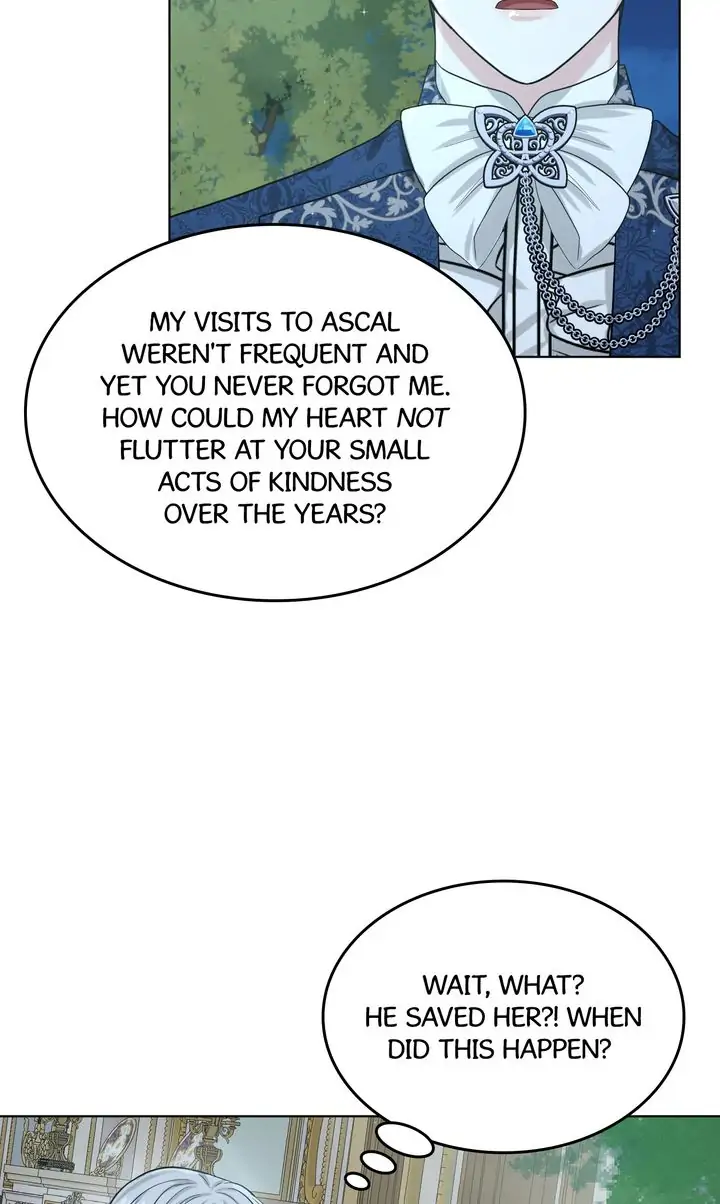 MY VISITS TO ASCAL
WEREN'T FREQUENT AND
YET YOU NEVER FORGOT ME.
HOW COULD MY HEART NOT
FLUTTER AT YOUR SMALL
ACTS OF KINDNESS
OVER THE YEARS?
WAIT, WHAT?
HE SAVED HER?! WHEN
DID THIS HAPPEN?